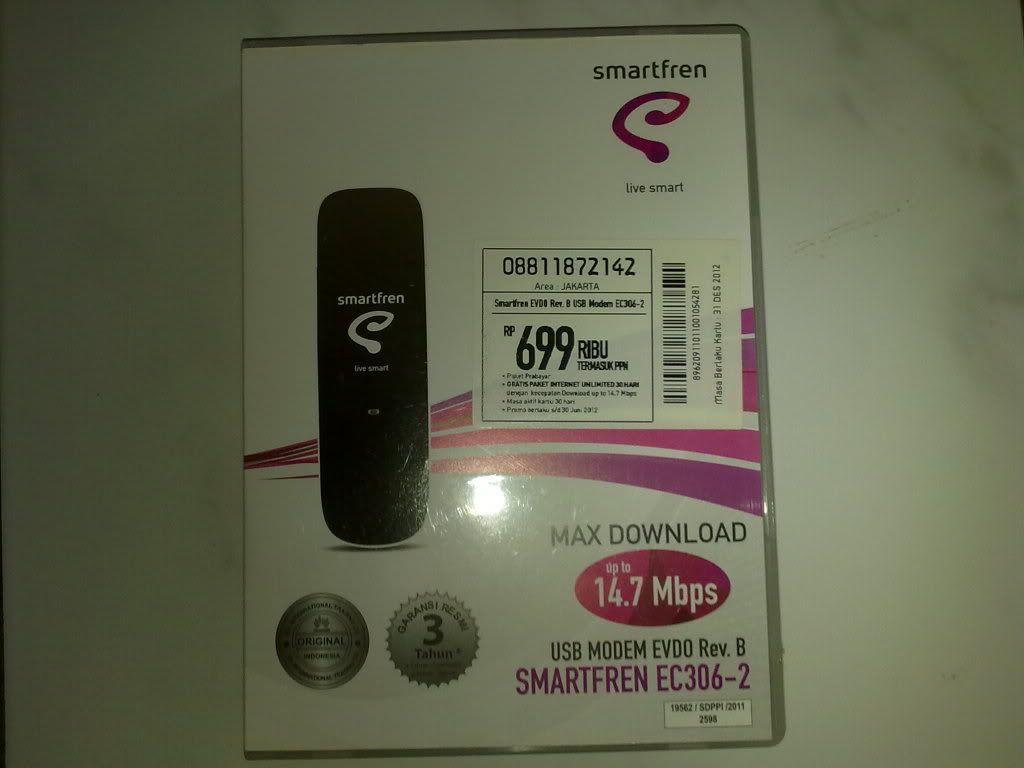 smartfren
live smart
smartfren
live smart
08811872142
Area : JAKARTA
Smartfren EVDO Rev. B USB Modem EC306-2
RP 699 RIBU
TERMASUK PPN
• Paket Prabayar
• GRATIS PAKET INTERNET UNLIMITED 30 HARI
dengan kecepatan Download up to 14.7 Mbps
• Masa aktif kartu 30 hari
• Promo berlaku s/d 30 Juni 2012
89620911011001054281
Masa Berlaku Kartu : 31 DES 2012
MAX DOWNLOAD
up to
14.7 Mbps
ORIGINAL
INDONESIA
GARANSI RESMI
3
Tahun*
USB MODEM EVDO Rev. B
SMARTFREN EC306-2
19562 / SDPPI /2011
2598